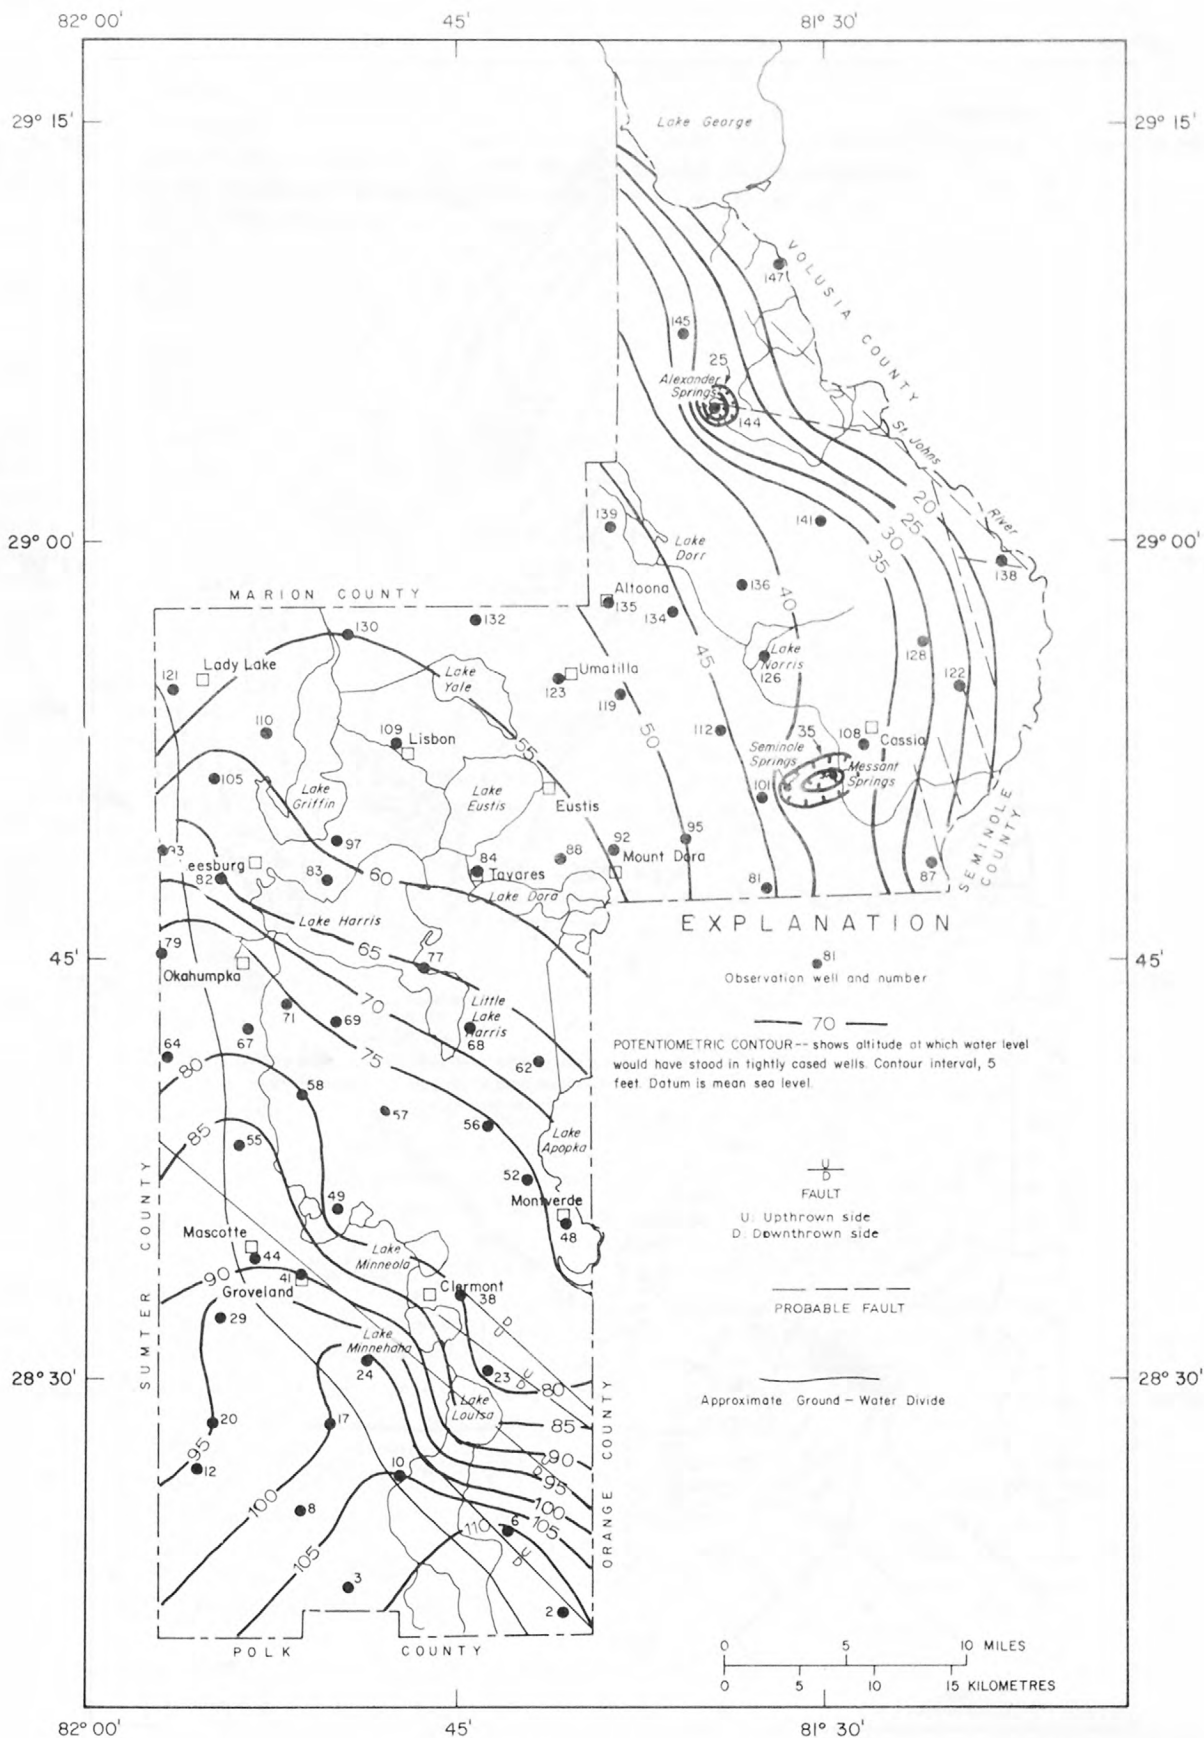 82° 00'
45'
81° 30'
29° 15'
29° 15'
Lake George
147
VOLUSIA COUNTY
145
25
Alexander
Springs
144
St Johns
River
20
25
30
35
141
139
Lake
Dorr
29° 00'
29° 00'
138
136
40
MARION COUNTY
Altoona
135
134
132
130
128
Lake
Norris
126
45
122
Lady Lake
121
Lake
Yale
Umatilla
123
119
50
110
109
Lisbon
55
112
108
Cassia
35
Seminole
Springs
Messant
Springs
101
105
Lake
Griffin
Lake
Eustis
Eustis
SEMINOLE
COUNTY
97
95
92
93
eesburg
82
83
84
Tavares
88
Mount Dora
60
Lake Dora
81
87
Lake Harris
65
EXPLANATION
79
45'
45'
Okahumpka
77
81
Observation well and number
70
Little
Lake
Harris
71
69
68
67
64
75
62
70
POTENTIOMETRIC CONTOUR-- shows altitude at which water level
would have stood in tightly cased wells. Contour interval, 5
feet. Datum is mean sea level.
80
58
57
56
Lake
Apopka
85
55
52
U
D
FAULT
U: Upthrown side
D: Downthrown side
SUMTER COUNTY
49
Montverde
48
Mascotte
44
Lake
Minneola
90
41
Groveland
Clermont
38
PROBABLE FAULT
29
U
D
Lake
Minnehaha
24
23
U
D
80
28° 30'
28° 30'
Approximate Ground – Water Divide
Lake
Louisa
85
20
17
90
95
12
10
95
100
8
100
105
110
6
105
U
D
ORANGE COUNTY
3
2
POLK COUNTY
0 5 10 MILES
0 5 10 15 KILOMETRES
82° 00'
45'
81° 30'